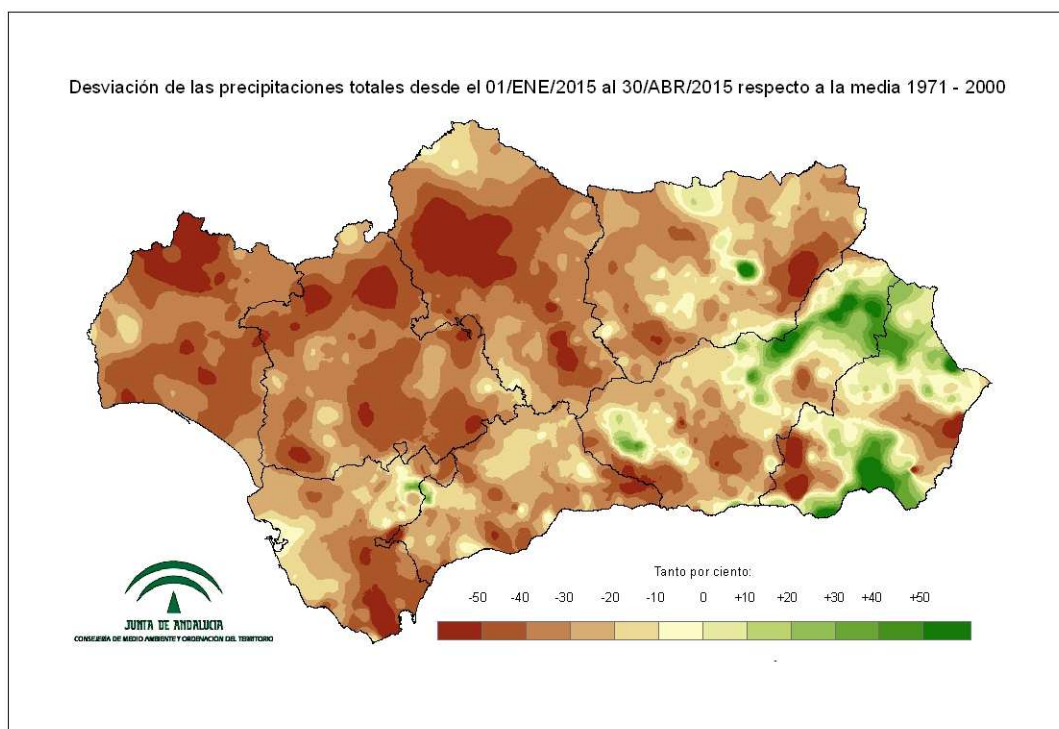 Desviación de las precipitaciones totales desde el 01/ENE/2015 al 30/ABR/2015 respecto a la media 1971 - 2000
Tanto por ciento:
-50 -40 -30 -20 -10 0 +10 +20 +30 +40 +50
JUNTA DE ANDALUCIA
CONSEJERÍA DE MEDIO AMBIENTE Y ORDENACIÓN DEL TERRITORIO